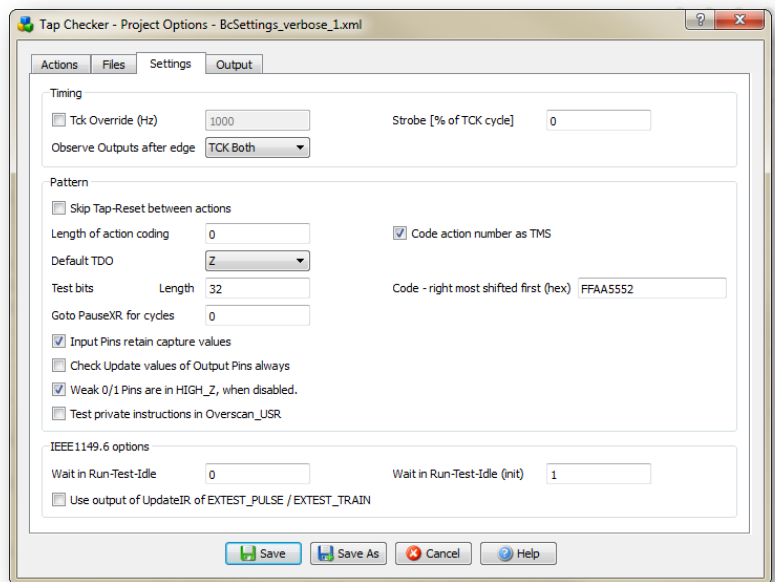 Tap Checker - Project Options - BcSettings_verbose_1.xml
Actions Files Settings Output
Timing
Tck Override (Hz) 1000 Strobe [% of TCK cycle] 0
Observe Outputs after edge TCK Both
Pattern
Skip Tap-Reset between actions
Length of action coding 0 Code action number as TMS
Default TDO Z
Test bits Length 32 Code - right most shifted first (hex) FFAA5552
Goto PauseXR for cycles 0
Input Pins retain capture values
Check Update values of Output Pins always
Weak 0/1 Pins are in HIGH_Z, when disabled.
Test private instructions in Overscan_USR
IEEE1149.6 options
Wait in Run-Test-Idle 0 Wait in Run-Test-Idle (init) 1
Use output of UpdateIR of EXTEST_PULSE / EXTEST_TRAIN
Save Save As Cancel Help